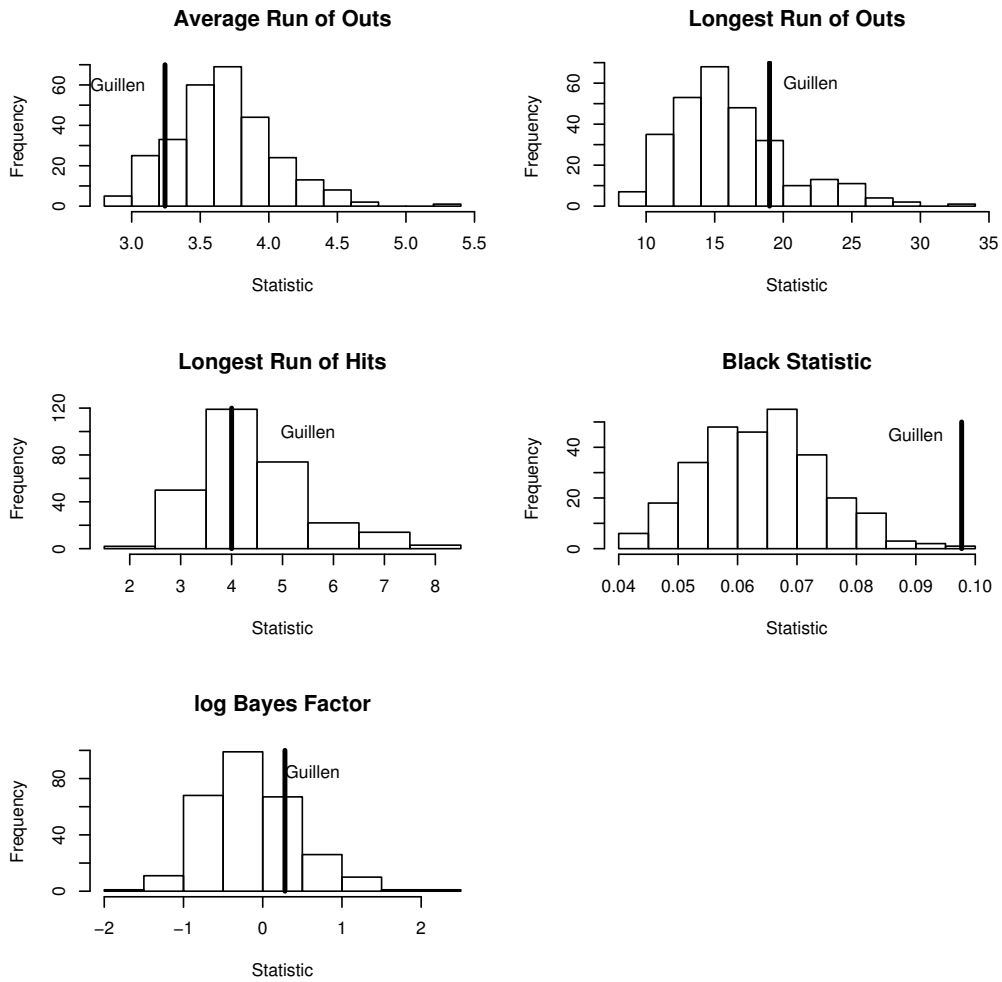 Average Run of Outs
Frequency
0 20 40 60
Guillen
3.0 3.5 4.0 4.5 5.0 5.5
Statistic
Longest Run of Outs
Frequency
0 20 40 60
Guillen
10 15 20 25 30 35
Statistic
Longest Run of Hits
Frequency
0 40 80 120
Guillen
2 3 4 5 6 7 8
Statistic
Black Statistic
Frequency
0 20 40
Guillen
0.04 0.05 0.06 0.07 0.08 0.09 0.10
Statistic
log Bayes Factor
Frequency
0 40 80
Guillen
−2 −1 0 1 2
Statistic